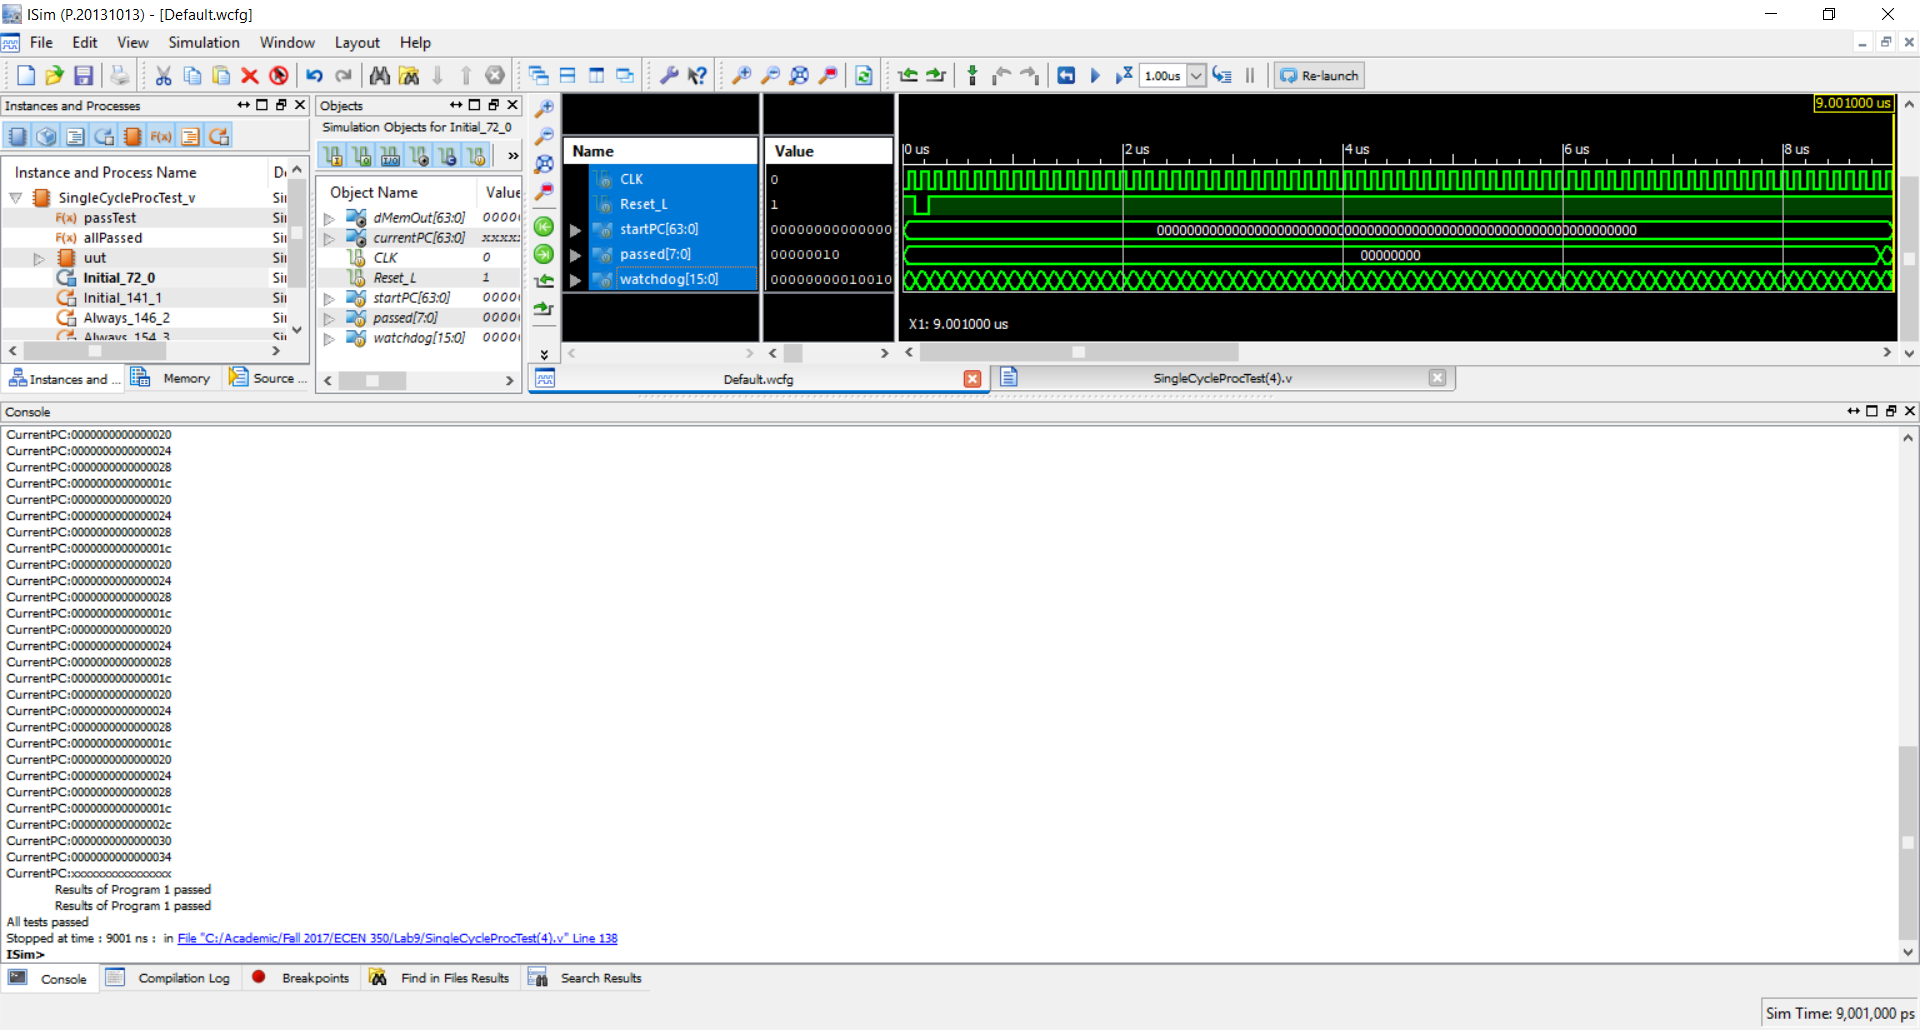 ISim (P.20131013) - [Default.wcfg]
File Edit View Simulation Window Layout Help
1.00us Re-launch
Instances and Processes
Instance and Process Name
SingleCycleProcTest_v Sii
passTest Sii
allPassed Sii
uut Sii
Initial_72_0 Sii
Initial_141_1 Sii
Always_146_2 Sii
Always_154_3 Sii
Instances and ... Memory Source ...
Objects
Simulation Objects for Initial_72_0
Object Name Value
dMemOut[63:0] 0000
currentPC[63:0] xxxx
CLK 0
Reset_L 1
startPC[63:0] 0000
passed[7:0] 0000
watchdog[15:0] 0000
Name Value
CLK 0
Reset_L 1
startPC[63:0] 00000000000000
passed[7:0] 00000010
watchdog[15:0] 00000000010010
9.001000 us
0 us 2 us 4 us 6 us 8 us
0000000000000000000000000000000000000000000000000000000000000000
00000000
X1: 9.001000 us
Default.wcfg SingleCycleProcTest(4).v
Console
CurrentPC:0000000000000020
CurrentPC:0000000000000024
CurrentPC:0000000000000028
CurrentPC:000000000000001c
CurrentPC:0000000000000020
CurrentPC:0000000000000024
CurrentPC:0000000000000028
CurrentPC:000000000000001c
CurrentPC:0000000000000020
CurrentPC:0000000000000024
CurrentPC:0000000000000028
CurrentPC:000000000000001c
CurrentPC:0000000000000020
CurrentPC:0000000000000024
CurrentPC:0000000000000028
CurrentPC:000000000000001c
CurrentPC:0000000000000020
CurrentPC:0000000000000024
CurrentPC:0000000000000028
CurrentPC:000000000000001c
CurrentPC:0000000000000020
CurrentPC:0000000000000024
CurrentPC:0000000000000028
CurrentPC:000000000000001c
CurrentPC:000000000000002c
CurrentPC:0000000000000030
CurrentPC:0000000000000034
CurrentPC:xxxxxxxxxxxxxxxx
Results of Program 1 passed
Results of Program 1 passed
All tests passed
Stopped at time : 9001 ns : in File "C:/Academic/Fall 2017/ECEN 350/Lab9/SingleCycleProcTest(4).v" Line 138
ISim>
Console Compilation Log Breakpoints Find in Files Results Search Results
Sim Time: 9,001,000 ps